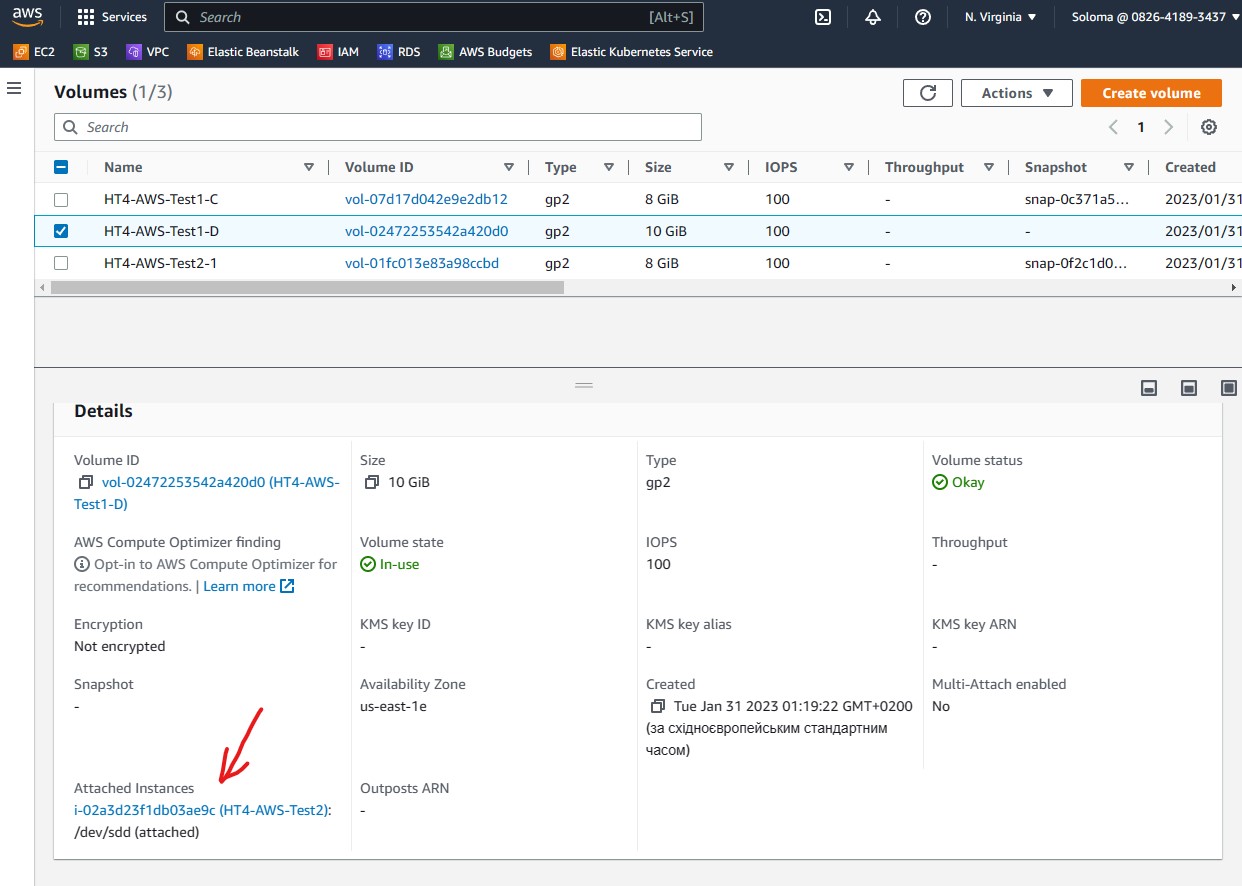 aws
Services
Search
[Alt+S]
N. Virginia
Soloma @ 0826-4189-3437
EC2 S3 VPC Elastic Beanstalk IAM RDS AWS Budgets Elastic Kubernetes Service
Volumes (1/3)
Actions
Create volume
Search
1
Name Volume ID Type Size IOPS Throughput Snapshot Created
HT4-AWS-Test1-C vol-07d17d042e9e2db12 gp2 8 GiB 100 - snap-0c371a5... 2023/01/31
HT4-AWS-Test1-D vol-02472253542a420d0 gp2 10 GiB 100 - - 2023/01/31
HT4-AWS-Test2-1 vol-01fc013e83a98ccbd gp2 8 GiB 100 - snap-0f2c1d0... 2023/01/31
Details
Volume ID
vol-02472253542a420d0 (HT4-AWS-
Test1-D)
Size
10 GiB
Type
gp2
Volume status
Okay
AWS Compute Optimizer finding
Opt-in to AWS Compute Optimizer for
recommendations. | Learn more
Volume state
In-use
IOPS
100
Throughput
-
Encryption
Not encrypted
KMS key ID
-
KMS key alias
-
KMS key ARN
-
Snapshot
-
Availability Zone
us-east-1e
Created
Tue Jan 31 2023 01:19:22 GMT+0200
(за східноєвропейським стандартним
часом)
Multi-Attach enabled
No
Attached Instances
i-02a3d23f1db03ae9c (HT4-AWS-Test2):
/dev/sdd (attached)
Outposts ARN
-